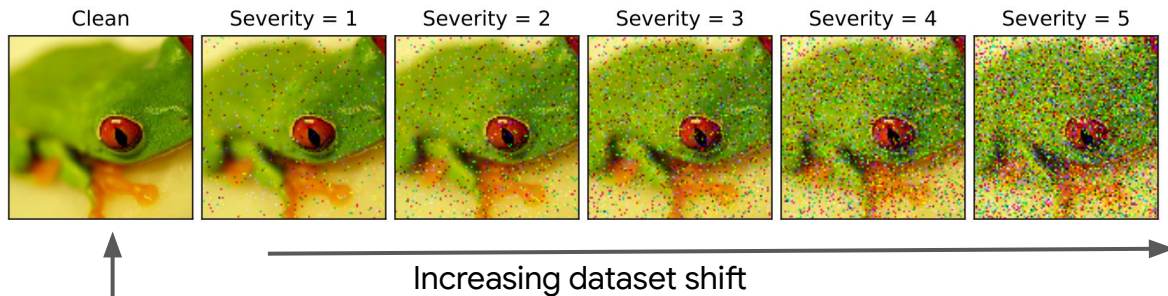 Clean
Severity = 1
Severity = 2
Severity = 3
Severity = 4
Severity = 5
Increasing dataset shift